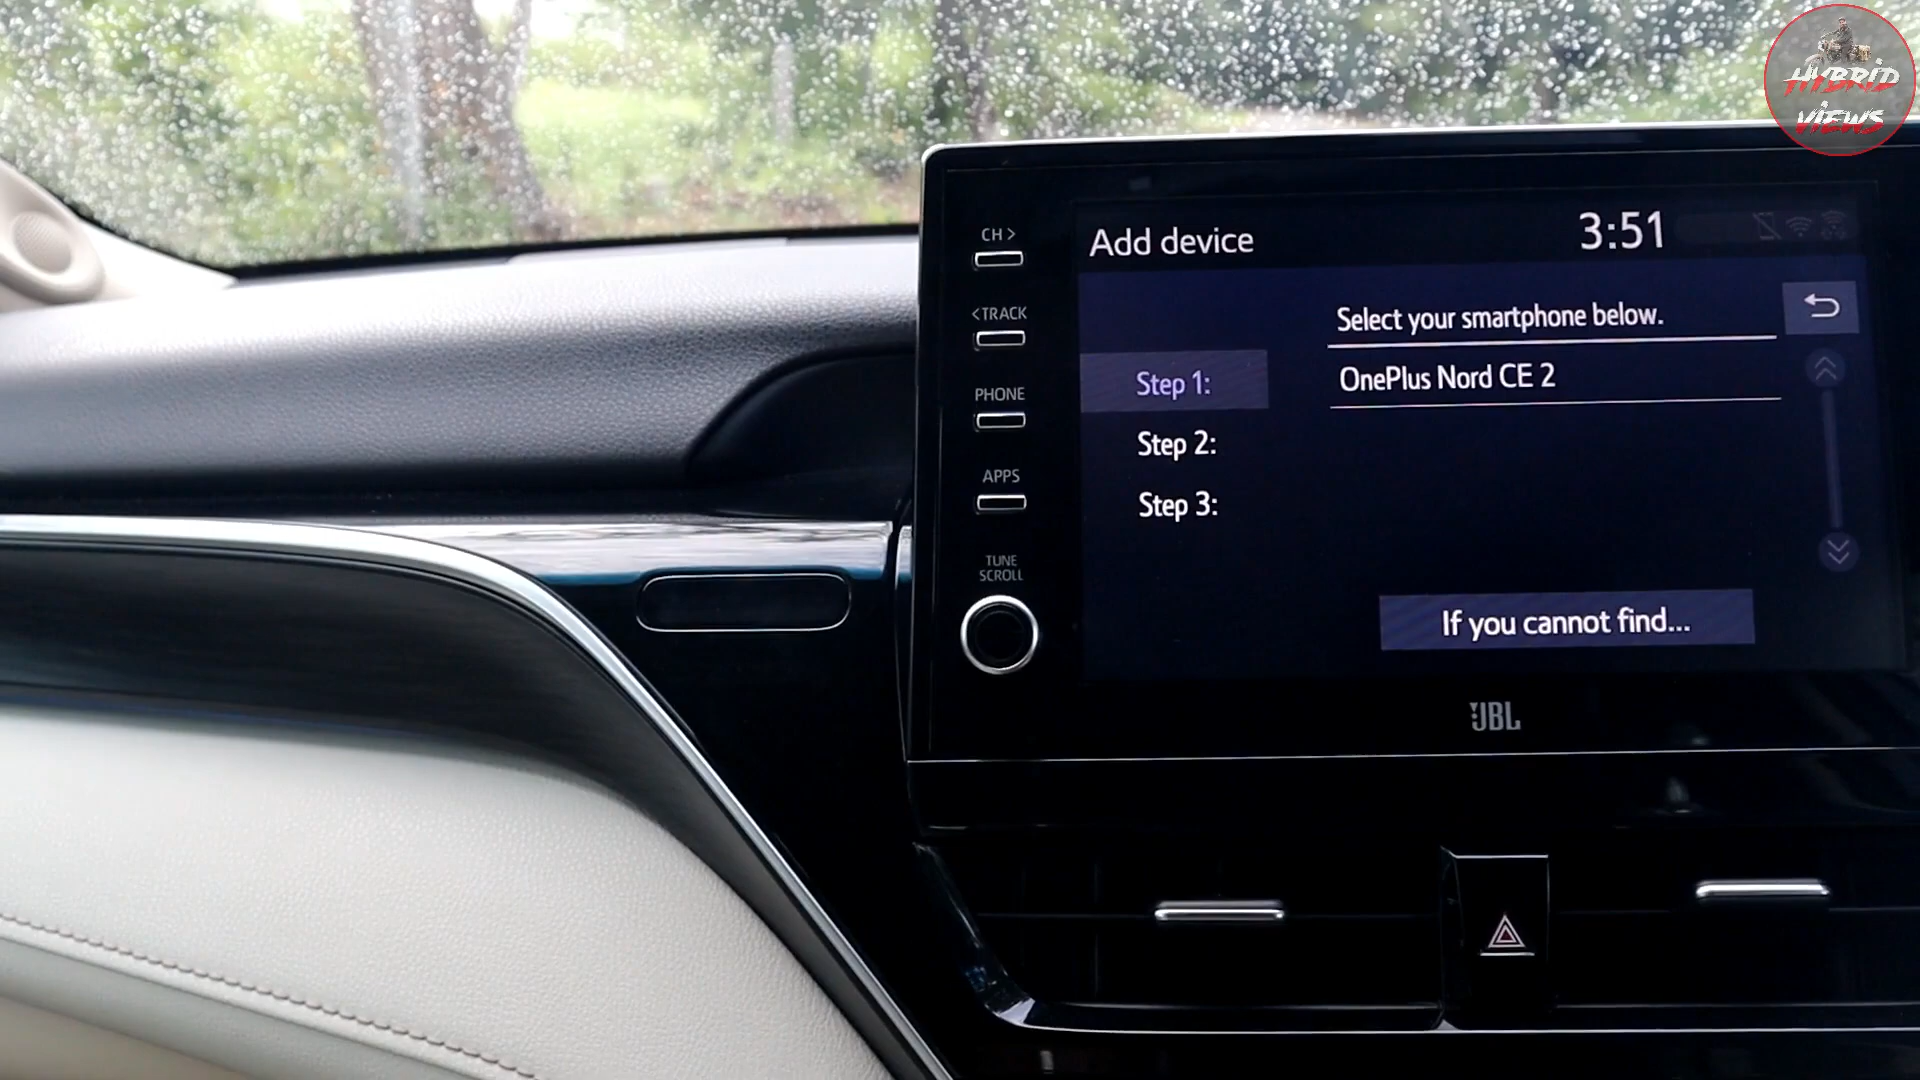 HYBRID
VIEWS
CH >
Add device
3:51
Select your smartphone below.
< TRACK
OnePlus Nord CE 2
Step 1:
PHONE
Step 2:
APPS
Step 3:
TUNE
SCROLL
If you cannot find...
JBL